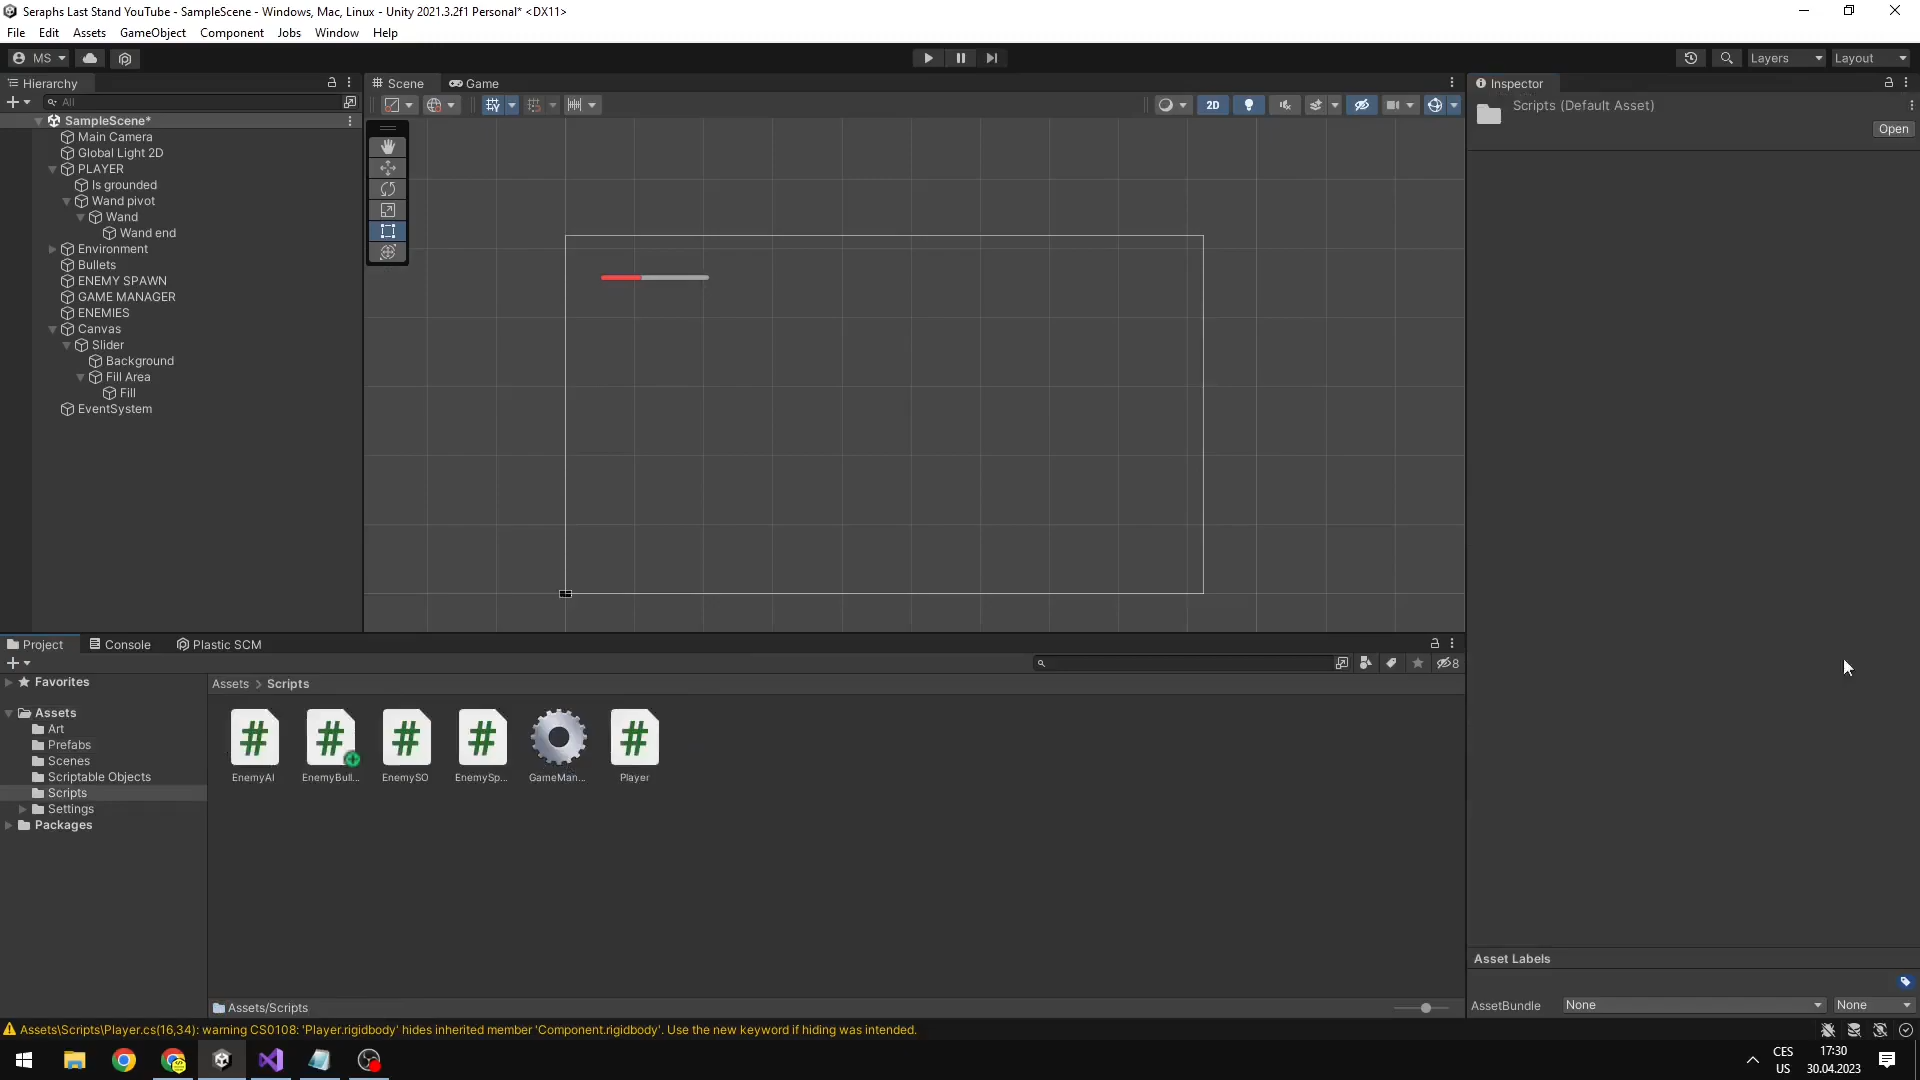 Seraphs Last Stand YouTube - SampleScene - Windows, Mac, Linux - Unity 2021.3.2f1 Personal* <DX11>
File Edit Assets GameObject Component Jobs Window Help
MS
Layers
Layout
Hierarchy
All
SampleScene*
Main Camera
Global Light 2D
PLAYER
Is grounded
Wand pivot
Wand
Wand end
Environment
Bullets
ENEMY SPAWN
GAME MANAGER
ENEMIES
Canvas
Slider
Background
Fill Area
Fill
EventSystem
Scene Game
2D
Inspector
Scripts (Default Asset)
Open
Project Console Plastic SCM
8
Favorites
Assets
Art
Prefabs
Scenes
Scriptable Objects
Scripts
Settings
Packages
Assets > Scripts
EnemyAI EnemyBull... EnemySO EnemySp... GameMan... Player
Assets/Scripts
Asset Labels
AssetBundle None None
Assets\Scripts\Player.cs(16,34): warning CS0108: 'Player.rigidbody' hides inherited member 'Component.rigidbody'. Use the new keyword if hiding was intended.
CES
US
17:30
30.04.2023